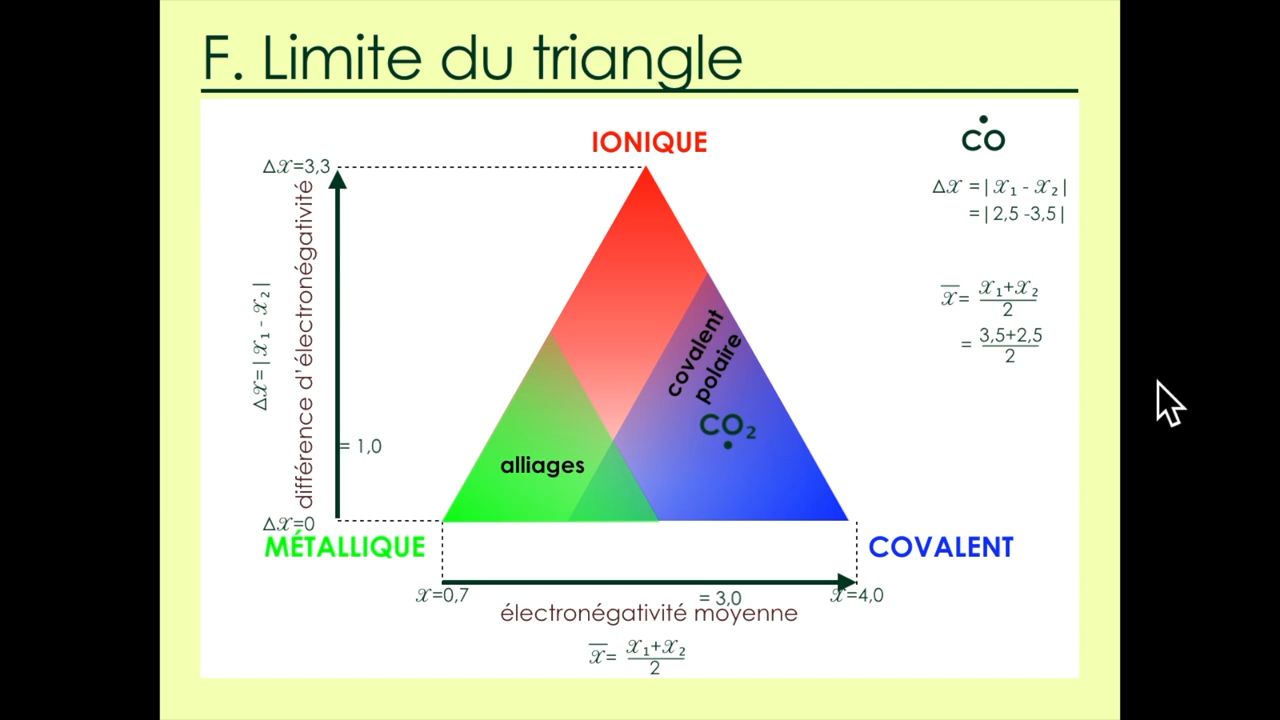 F. Limite du triangle
IONIQUE
ĊO
Δ𝓧=3,3
Δ𝓧 =| 𝓧₁ - 𝓧₂|
=| 2,5 -3,5|
différence d'électronégativité
Δ𝓧=| 𝓧₁ - 𝓧₂|
𝓧̅= (𝓧₁+𝓧₂)/2
= (3,5+2,5)/2
covalent
polaire
CO₂
= 1,0
alliages
Δ𝓧=0
MÉTALLIQUE
COVALENT
𝓧=0,7
= 3,0
𝓧=4,0
électronégativité moyenne
𝓧̅= (𝓧₁+𝓧₂)/2